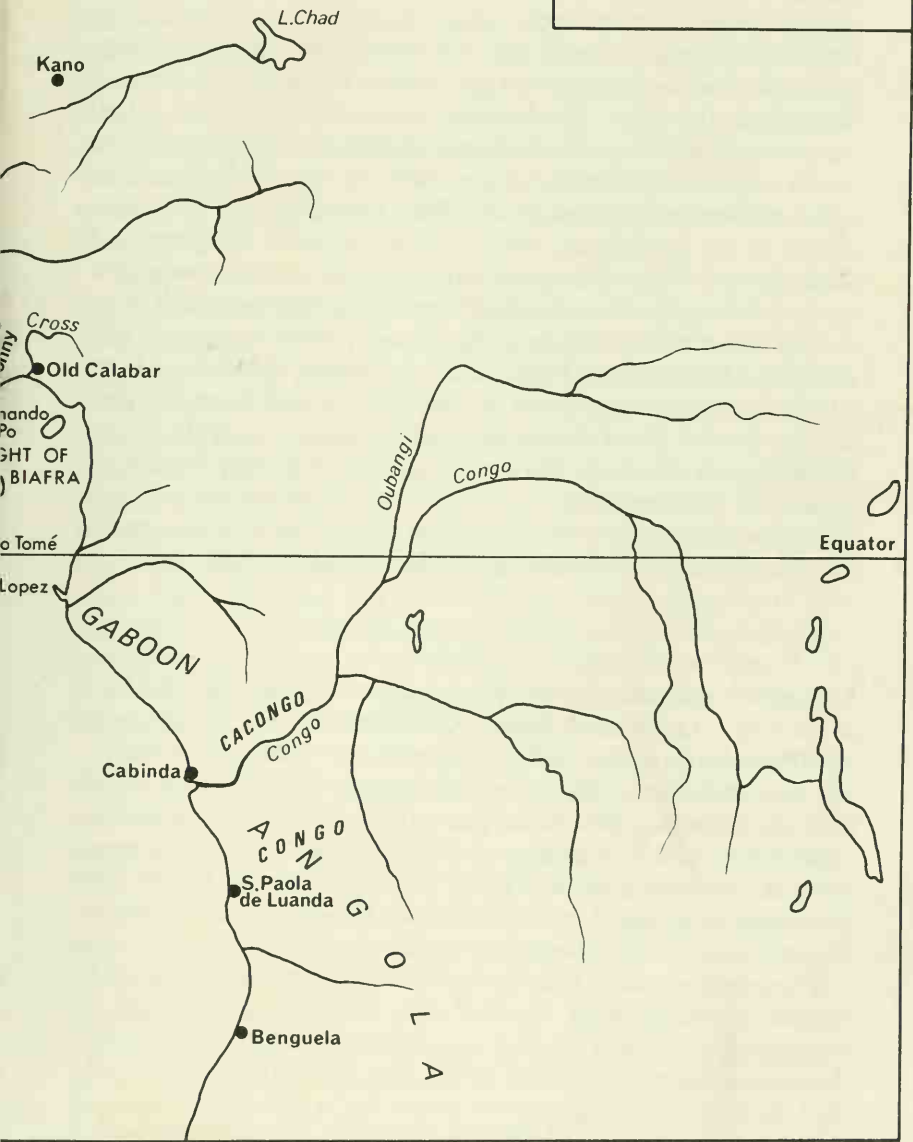 L.Chad
Kano
Cross
Old Calabar
Po
BIAFRA
Oubangi
Congo
Tomé
Equator
Lopez
GABOON
CACONGO
Congo
Cabinda
ANGOLA
CONGO
S.Paola
de Luanda
Benguela